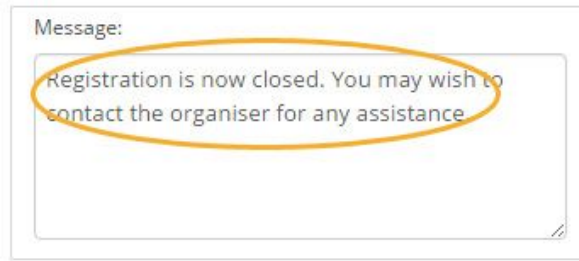 Message:
Registration is now closed. You may wish to
contact the organiser for any assistance.